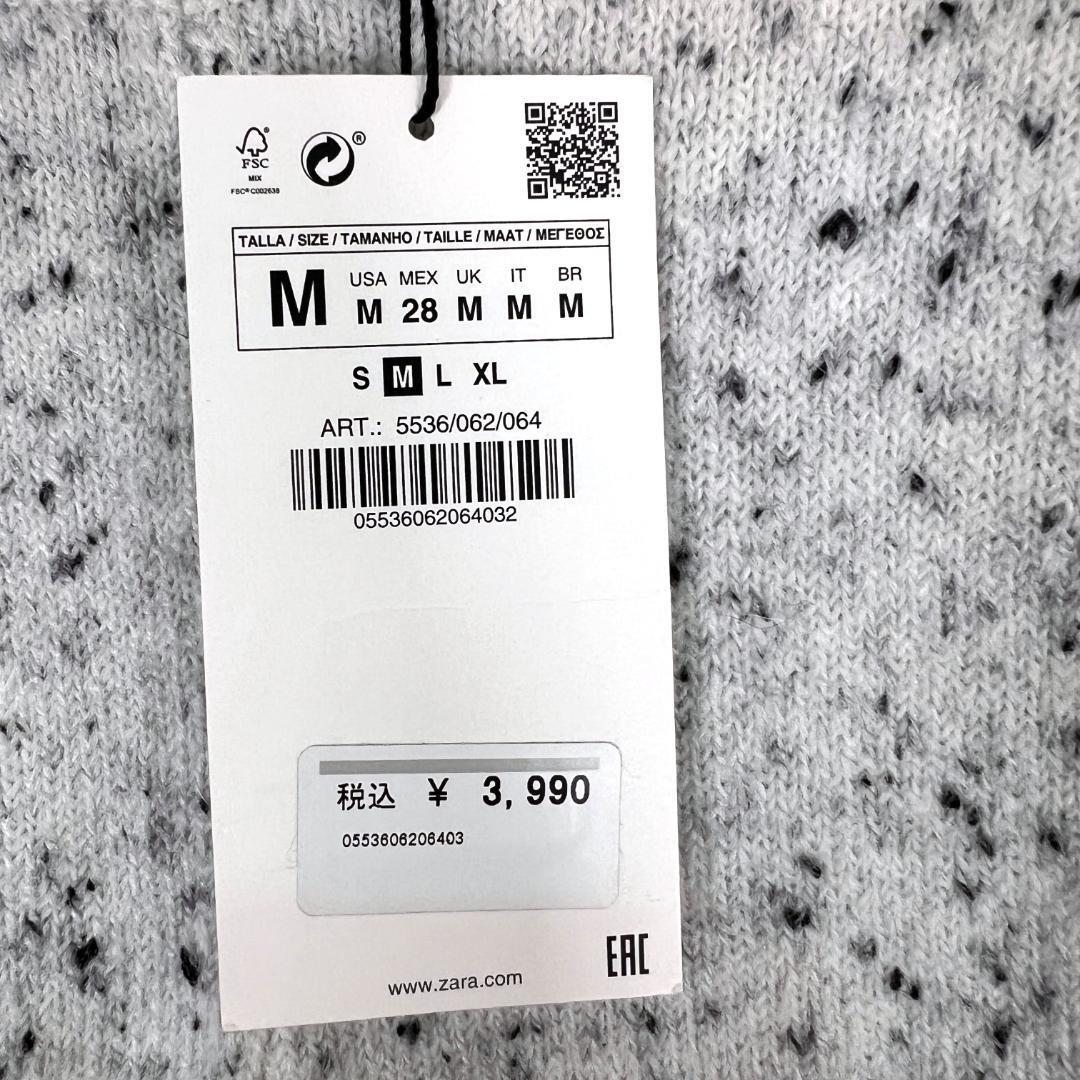 FSC®
MIX
FSC® C002638
®
TALLA / SIZE / TAMANHO / TAILLE / MAAT / ΜΕΓΕΘΟΣ
M
USA MEX UK IT BR
M 28 M M M
S M L XL
ART.: 5536/062/064
05536062064032
税込 ¥ 3,990
0553606206403
EAC
www.zara.com